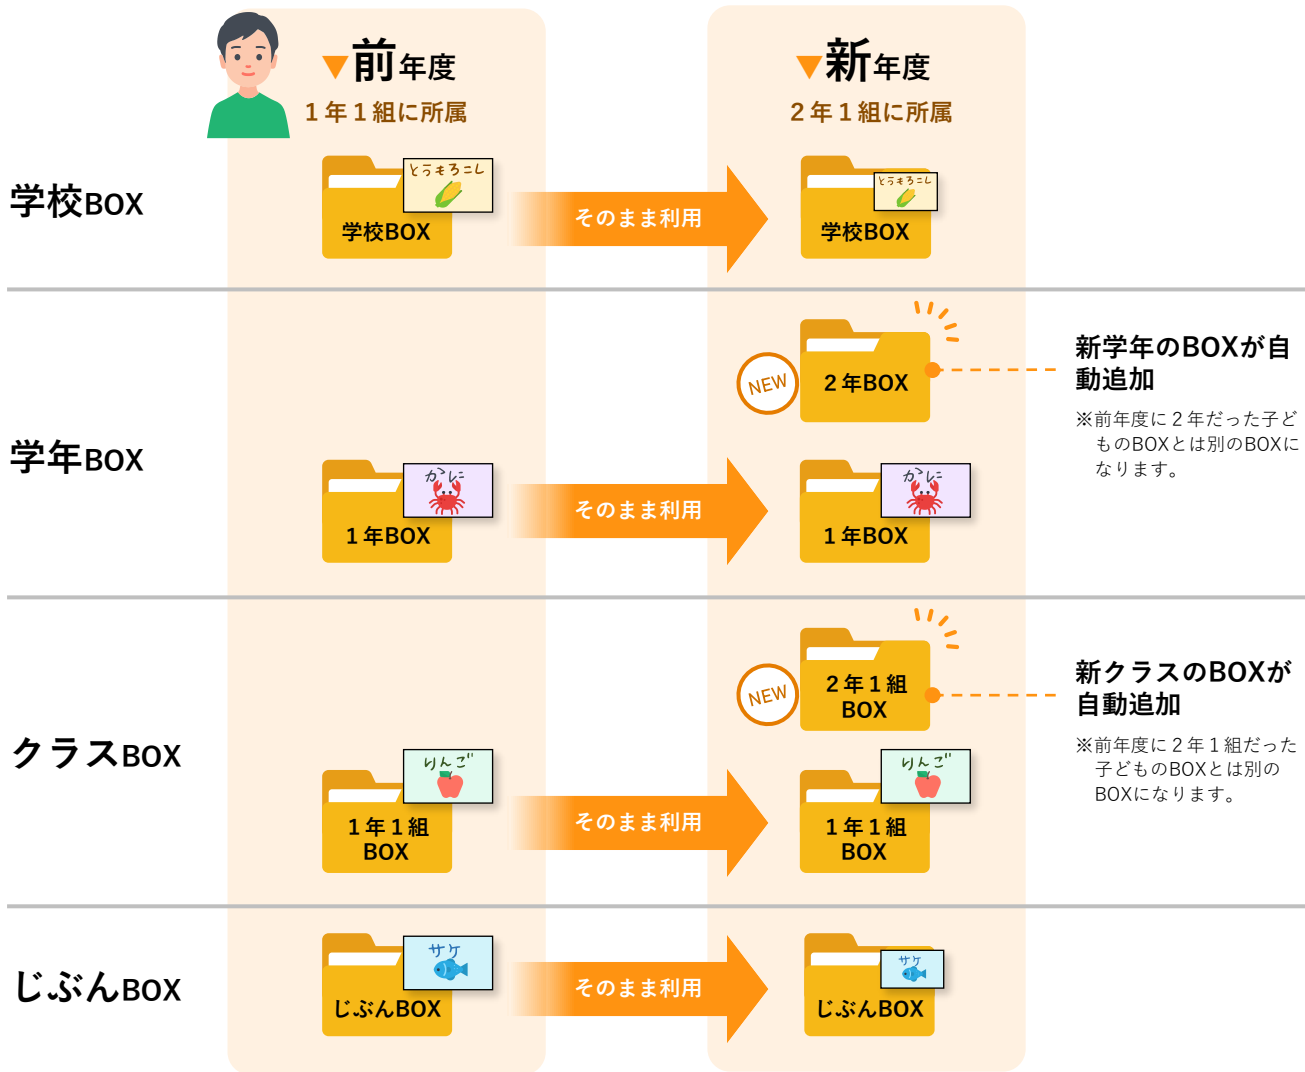 ▼前年度
1年1組に所属
▼新年度
2年1組に所属
学校BOX
とうもろこし
学校BOX
そのまま利用
とうもろこし
学校BOX
学年BOX
NEW
2年BOX
新学年のBOXが自
動追加
※前年度に2年だった子ど
ものBOXとは別のBOXに
なります。
かに
1年BOX
そのまま利用
かに
1年BOX
クラスBOX
NEW
2年1組
BOX
新クラスのBOXが
自動追加
※前年度に2年1組だった
子どものBOXとは別の
BOXになります。
りんご
1年1組
BOX
そのまま利用
りんご
1年1組
BOX
じぶんBOX
サケ
じぶんBOX
そのまま利用
サケ
じぶんBOX